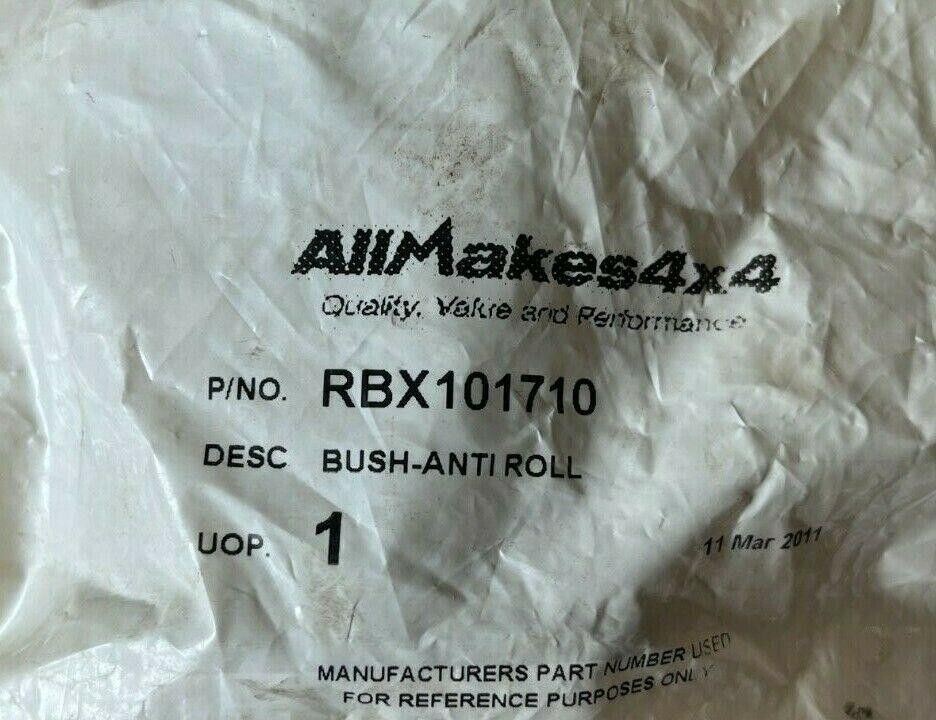 AllMakes4x4
Quality, Value and Performance
P/NO. RBX101710
DESC BUSH-ANTI ROLL
UOP. 1
11 Mar 2011
MANUFACTURERS PART NUMBER USED
FOR REFERENCE PURPOSES ONLY